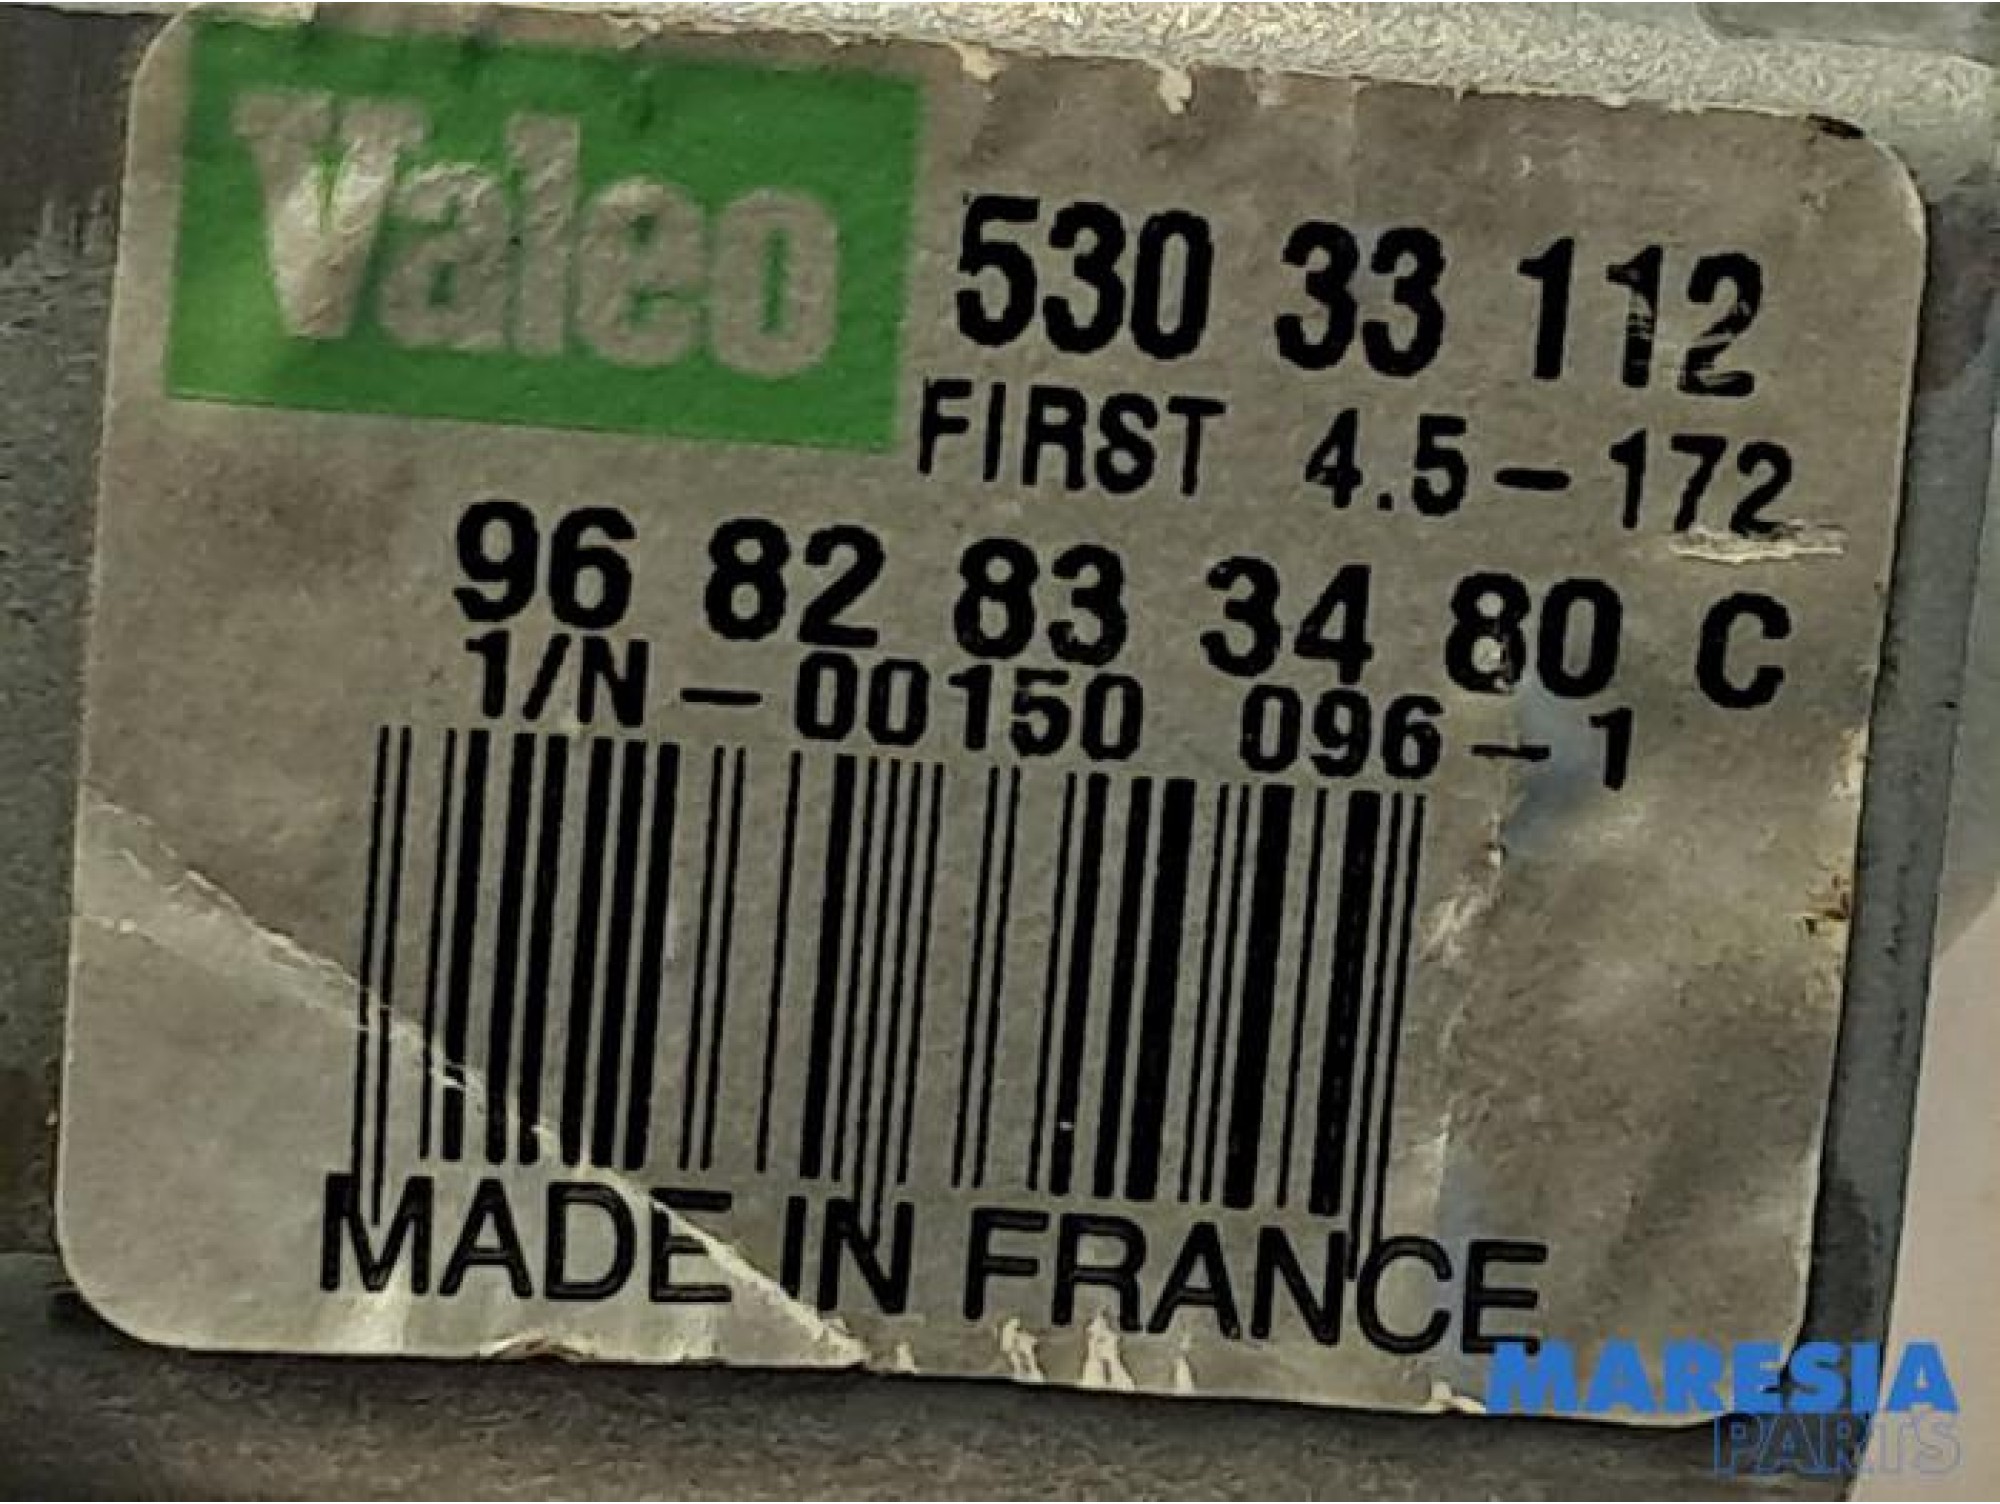 Valeo
530 33 112
FIRST 4.5-172
96 82 83 34 80 C
1/N-00150 096-1
MADE IN FRANCE
MARESIA
PARTS